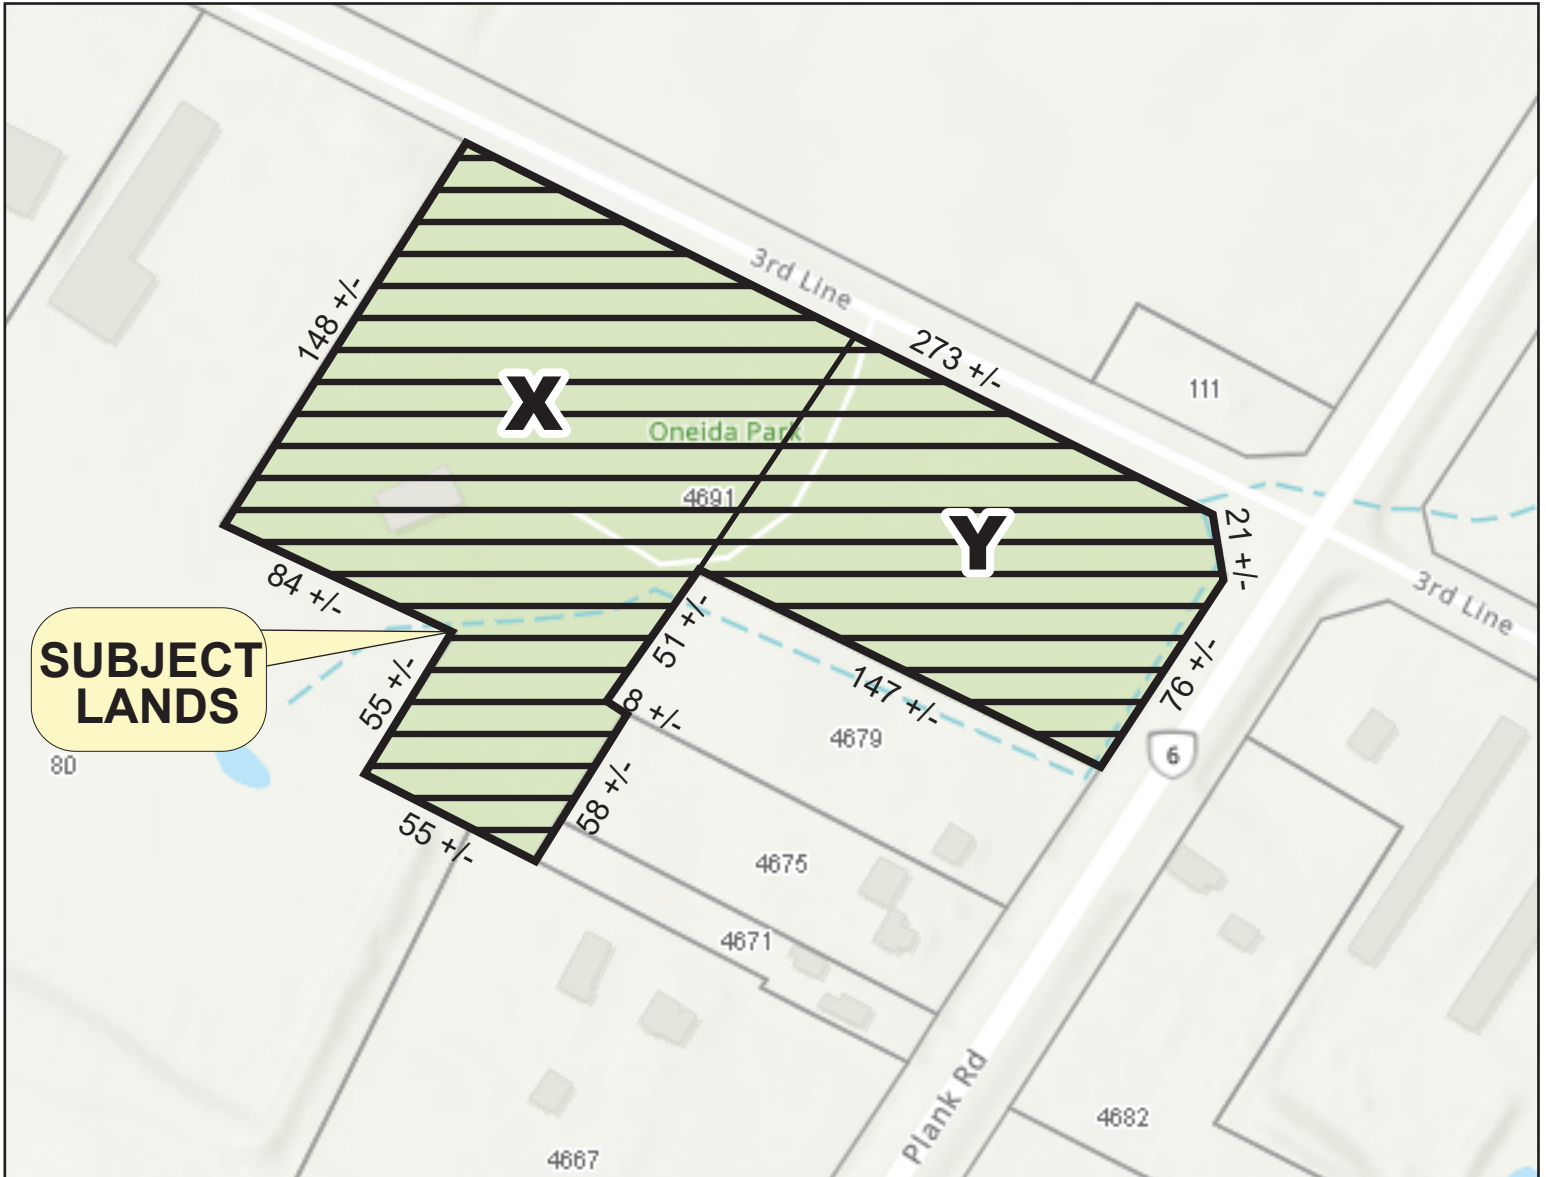 3rd Line
148 +/-
273 +/-
111
X
Oneida Park
4691
Y
21 +/-
84 +/-
3rd Line
SUBJECT
LANDS
51 +/-
55 +/-
8 +/-
147 +/-
76 +/-
4679
6
80
58 +/-
55 +/-
4675
4671
Plank Rd
4682
4667